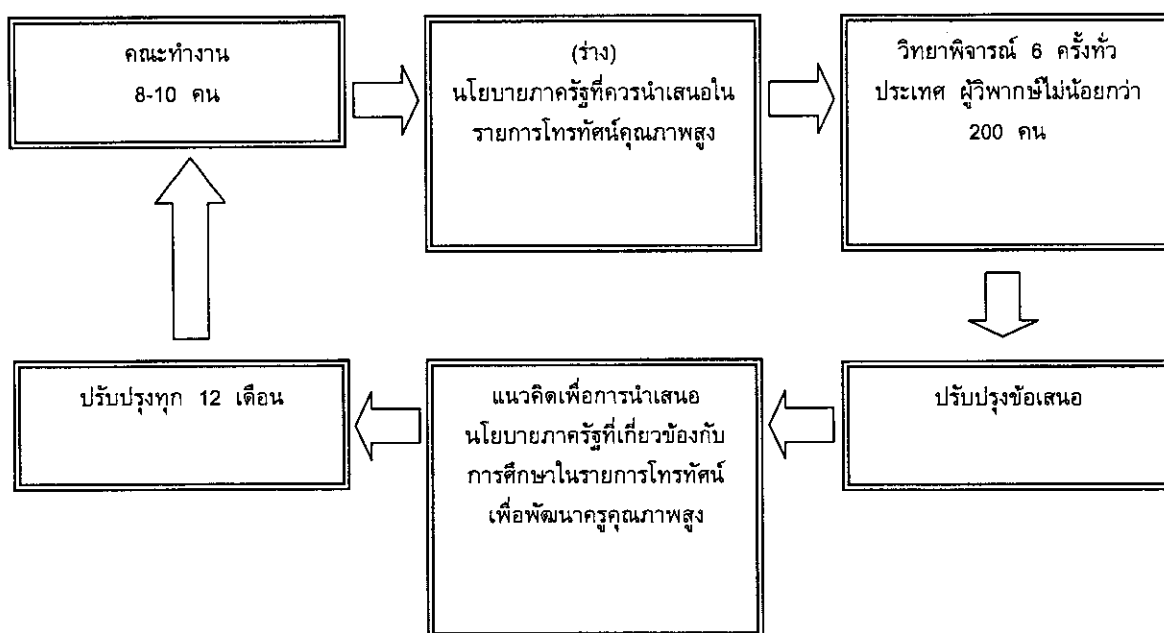 คณะทำงาน
8-10 คน
(ร่าง)
นโยบายภาครัฐที่ควรนำเสนอใน
รายการโทรทัศน์คุณภาพสูง
วิทยาพิจารณ์ 6 ครั้งทั่ว
ประเทศ ผู้วิพากษ์ไม่น้อยกว่า
200 คน
ปรับปรุงทุก 12 เดือน
แนวคิดเพื่อการนำเสนอ
นโยบายภาครัฐที่เกี่ยวข้องกับ
การศึกษาในรายการโทรทัศน์
เพื่อพัฒนาครูคุณภาพสูง
ปรับปรุงข้อเสนอ